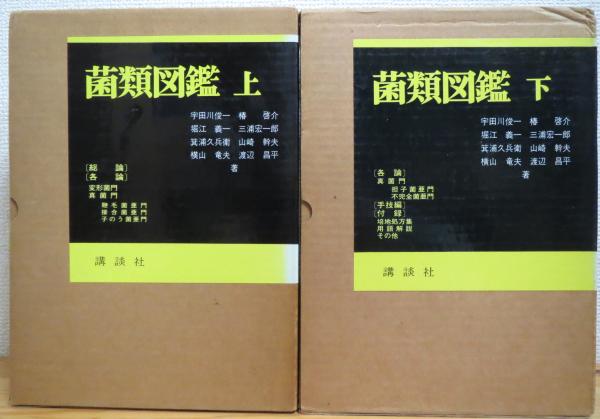 菌類図鑑 上
宇田川俊一 椿 啓介
堀江 義一 三浦宏一郎
箕浦久兵衛 山崎 幹夫
横山 竜夫 渡辺 昌平
著
[総論]
[各論]
変形菌門
真菌門
鞭毛菌亜門
接合菌亜門
子のう菌亜門
講談社
菌類図鑑 下
宇田川俊一 椿 啓介
堀江 義一 三浦宏一郎
箕浦久兵衛 山崎 幹夫
横山 竜夫 渡辺 昌平
著
[各論]
真菌門
担子菌亜門
不完全菌亜門
[手技編]
[付録]
培地処方集
用語解説
その他
講談社